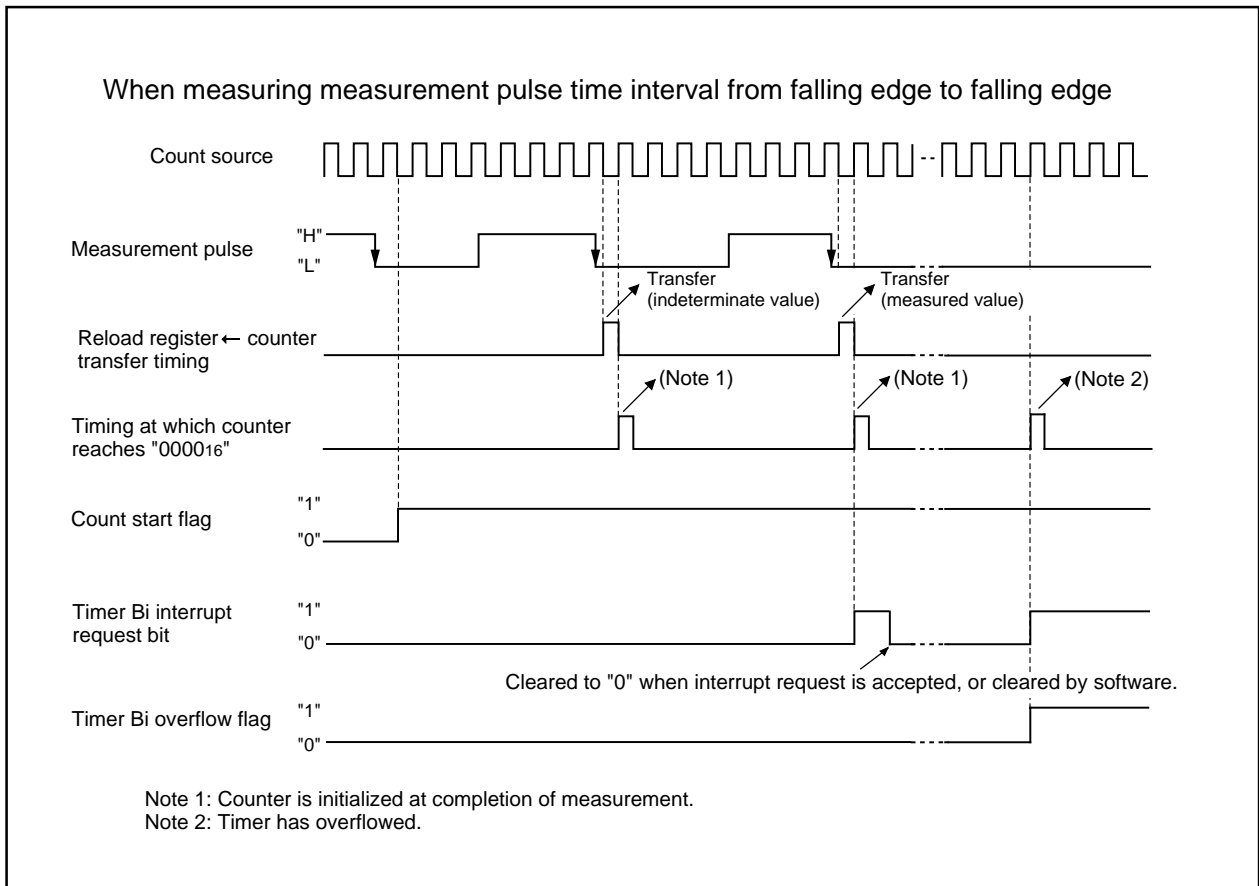 When measuring measurement pulse time interval from falling edge to falling edge
Count source
Measurement pulse
"H"
"L"
Transfer
(indeterminate value)
Transfer
(measured value)
Reload register ← counter
transfer timing
(Note 1)
(Note 1)
(Note 2)
Timing at which counter
reaches "000016"
Count start flag
"1"
"0"
Timer Bi interrupt
request bit
"1"
"0"
Cleared to "0" when interrupt request is accepted, or cleared by software.
Timer Bi overflow flag
"1"
"0"
Note 1: Counter is initialized at completion of measurement.
Note 2: Timer has overflowed.